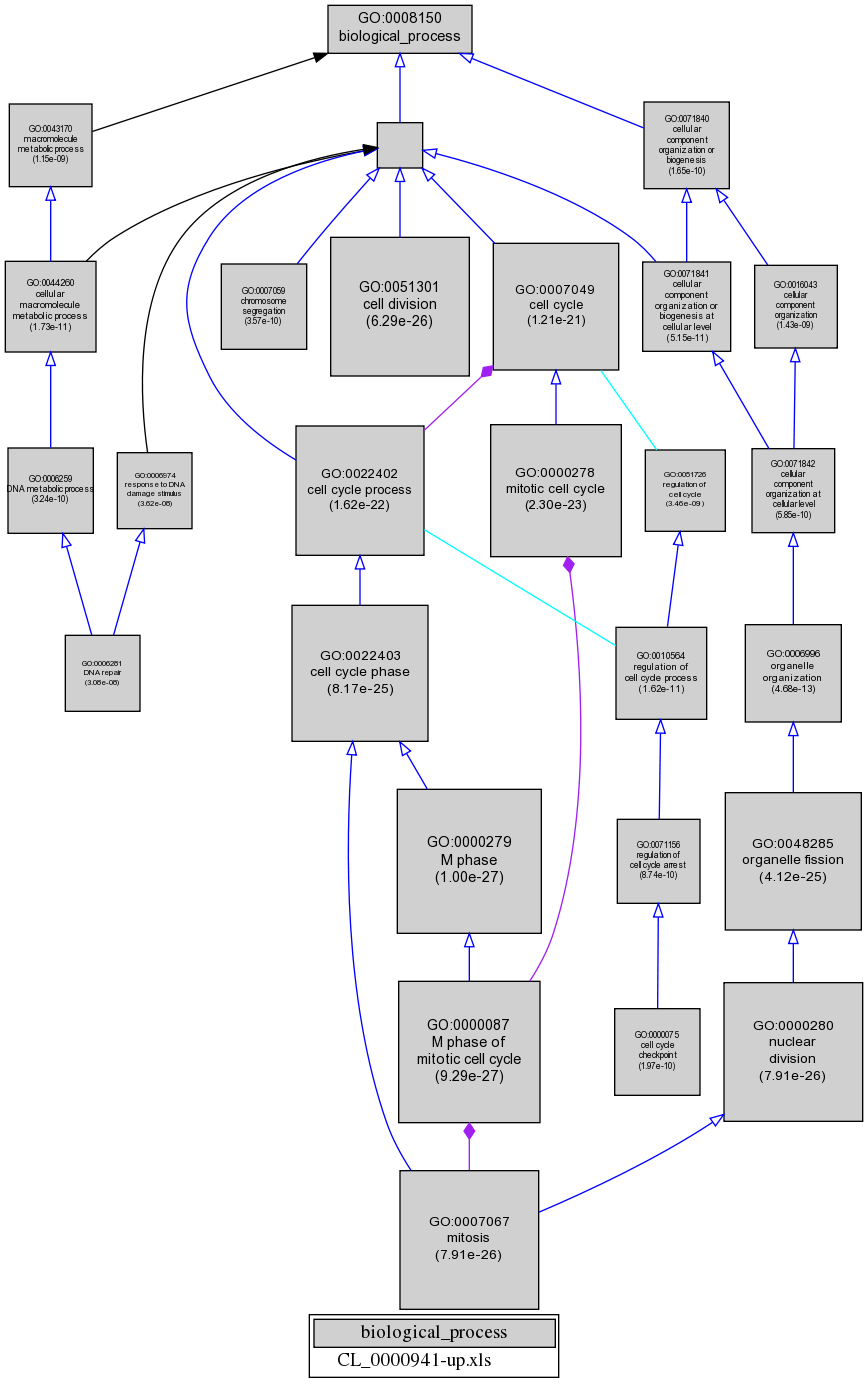 GO:0008150
biological_process
GO:0043170
macromolecule
metabolic process
(1.15e-09)
GO:0071840
cellular
component
organization or
biogenesis
(1.65e-10)
GO:0044260
cellular
macromolecule
metabolic process
(1.73e-11)
GO:0007059
chromosome
segregation
(3.57e-10)
GO:0051301
cell division
(6.29e-26)
GO:0007049
cell cycle
(1.21e-21)
GO:0071841
cellular
component
organization or
biogenesis at
cellular level
(5.15e-11)
GO:0016043
cellular
component
organization
(1.43e-09)
GO:0006259
DNA metabolic process
(3.24e-10)
GO:0006974
response to DNA
damage stimulus
(3.62e-08)
GO:0022402
cell cycle process
(1.62e-22)
GO:0000278
mitotic cell cycle
(2.30e-23)
GO:0051726
regulation of
cell cycle
(3.46e-09)
GO:0071842
cellular
component
organization at
cellular level
(5.85e-10)
GO:0006281
DNA repair
(3.08e-08)
GO:0022403
cell cycle phase
(8.17e-25)
GO:0010564
regulation of
cell cycle process
(1.62e-11)
GO:0006996
organelle
organization
(4.68e-13)
GO:0000279
M phase
(1.00e-27)
GO:0071156
regulation of
cell cycle arrest
(8.74e-10)
GO:0048285
organelle fission
(4.12e-25)
GO:0000087
M phase of
mitotic cell cycle
(9.29e-27)
GO:0000075
cell cycle
checkpoint
(1.97e-10)
GO:0000280
nuclear
division
(7.91e-26)
GO:0007067
mitosis
(7.91e-26)
biological_process
CL_0000941-up.xls